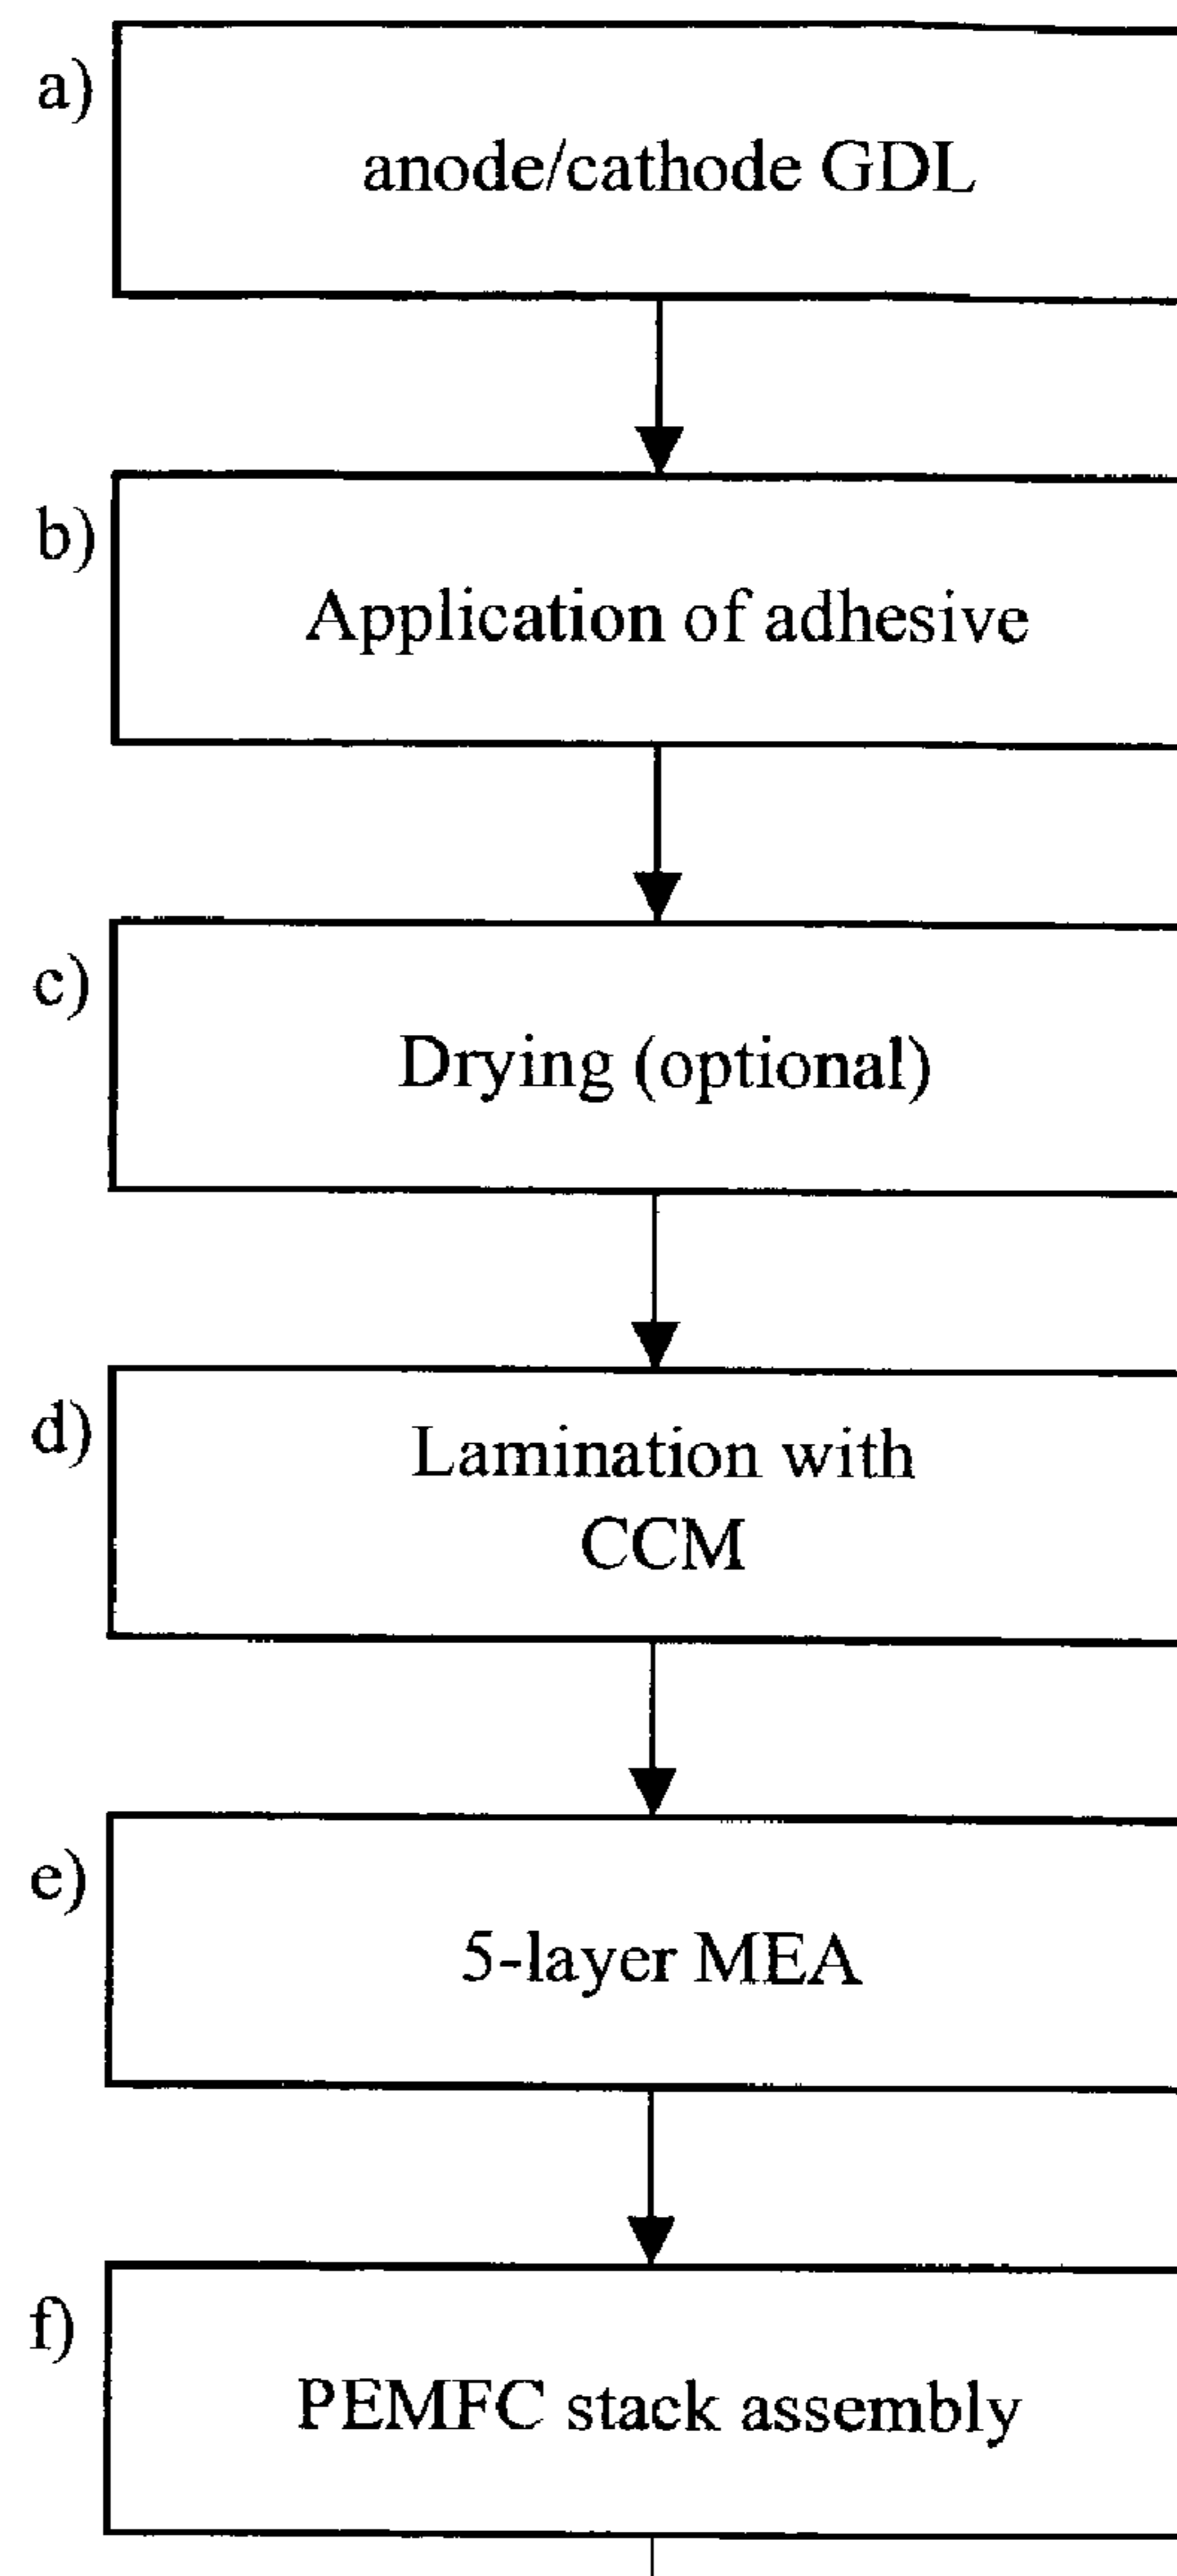 a)
anode/cathode GDL
b)
Application of adhesive
c)
Drying (optional)
d)
Lamination with
CCM
e)
5-layer MEA
f)
PEMFC stack assembly